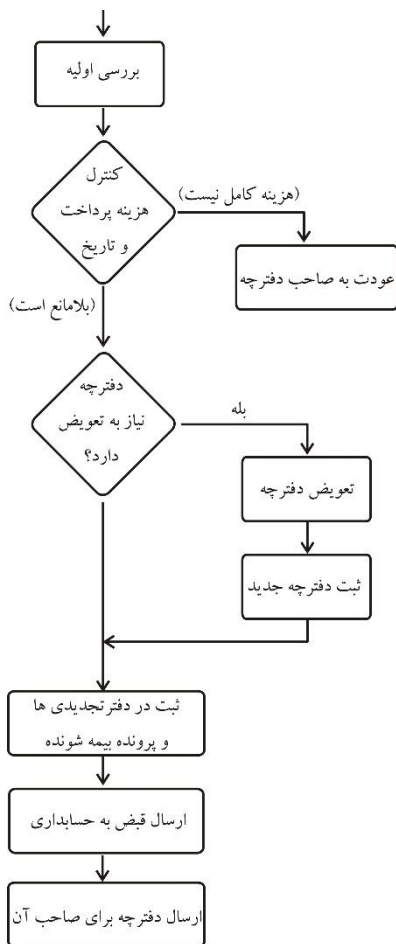 بررسی اولیه
کنترل
هزینه پرداخت
و تاریخ
(هزینه کامل نیست)
عودت به صاحب دفترچه
(بلامانع است)
دفترچه
نیاز به تعویض
دارد؟
بله
تعویض دفترچه
ثبت دفترچه جدید
ثبت در دفترتجدیدی ها
و پرونده بیمه شونده
ارسال قبض به حسابداری
ارسال دفترچه برای صاحب آن